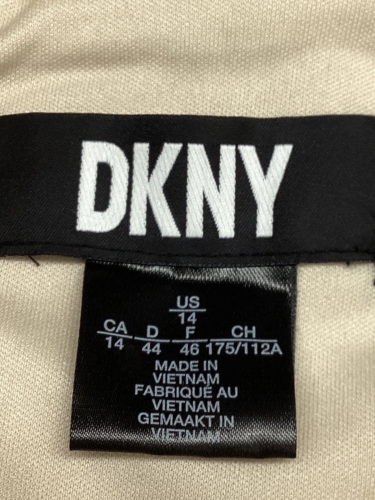 DKNY
US
14
CA D F CH
14 44 46 175/112A
MADE IN
VIETNAM
FABRIQUÉ AU
VIETNAM
GEMAAKT IN
VIETNAM